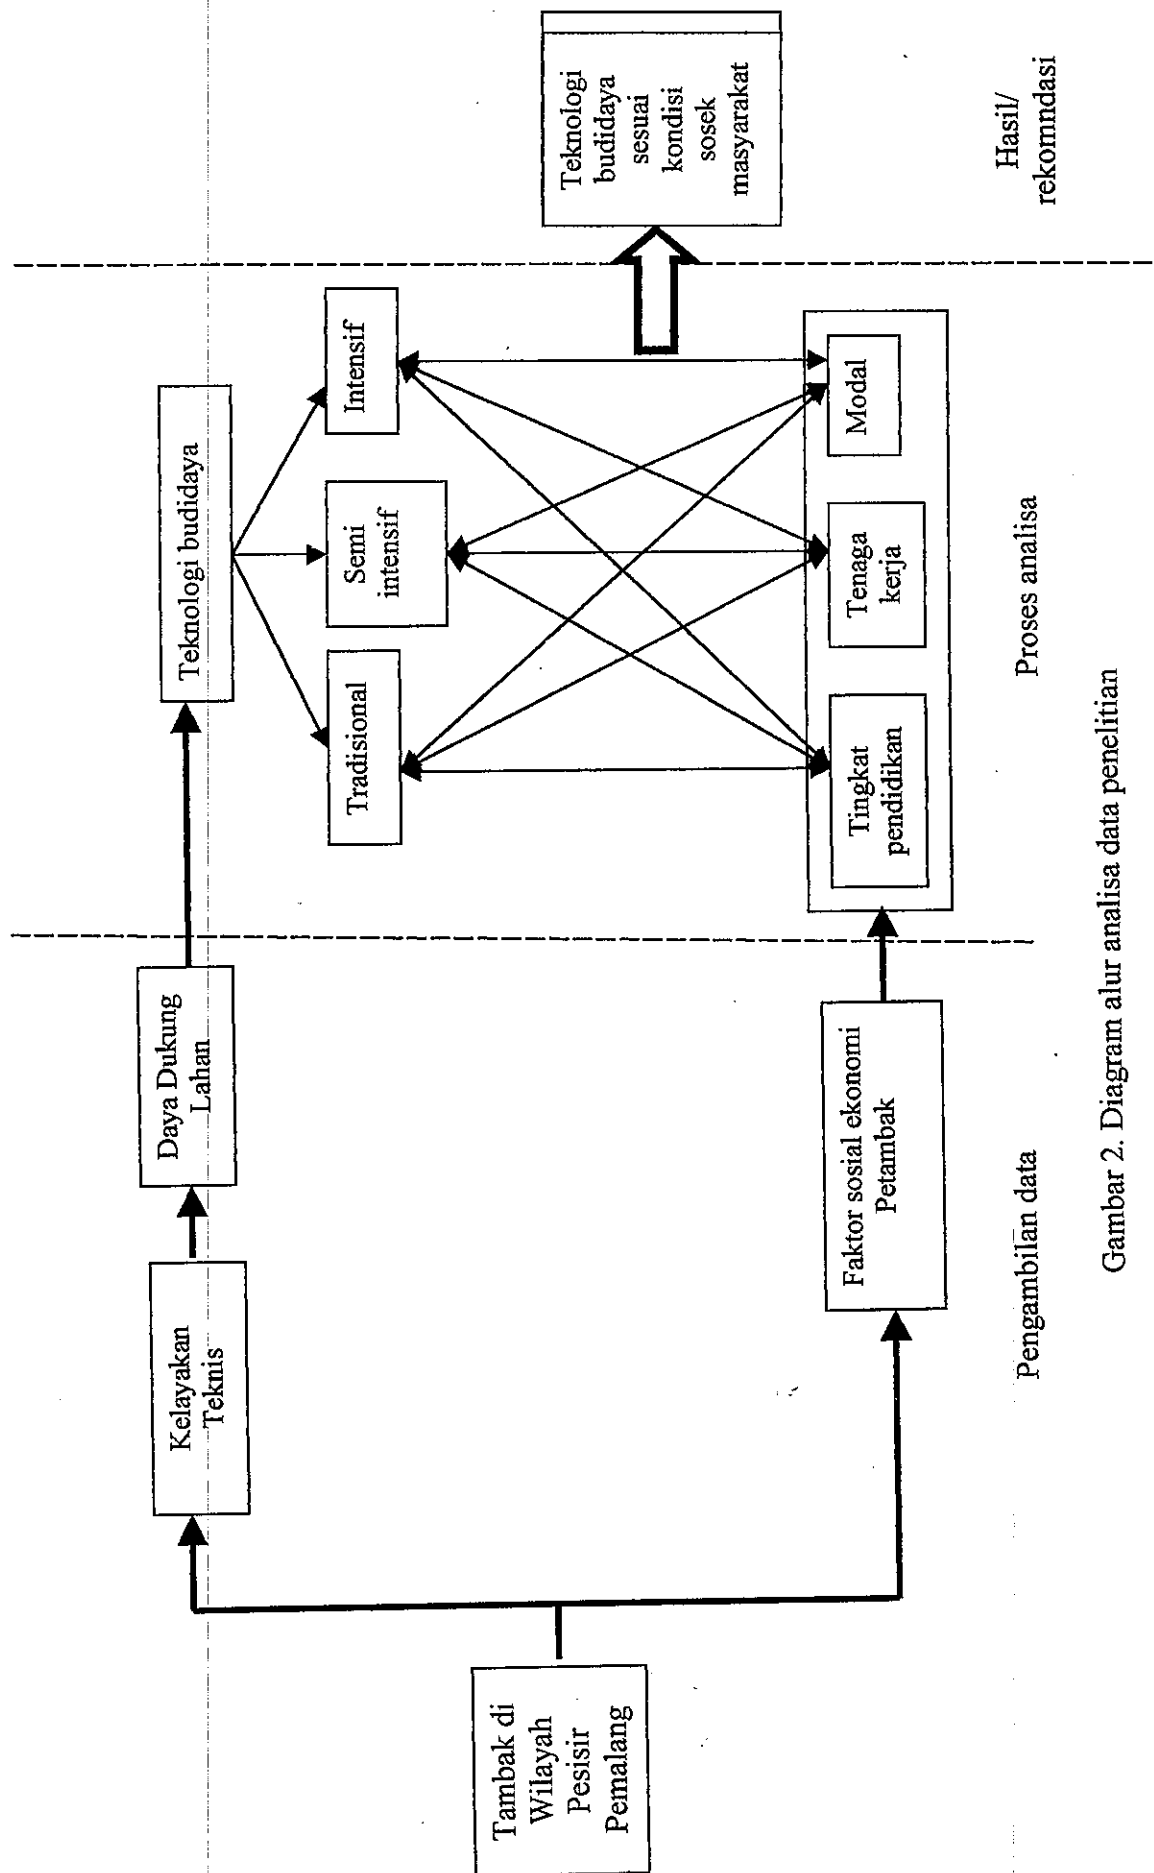 Tambak di
Wilayah
Pesisir
Pemalang
Kelayakan
Teknis
Daya Dukung
Lahan
Faktor sosial ekonomi
Petambak
Teknologi budidaya
Tradisional
Semi
intensif
Intensif
Tingkat
pendidikan
Tenaga
kerja
Modal
Teknologi
budidaya
sesuai
kondisi
sosek
masyarakat
Pengambilan data
Proses analisa
Hasil/
rekomndasi
Gambar 2. Diagram alur analisa data penelitian